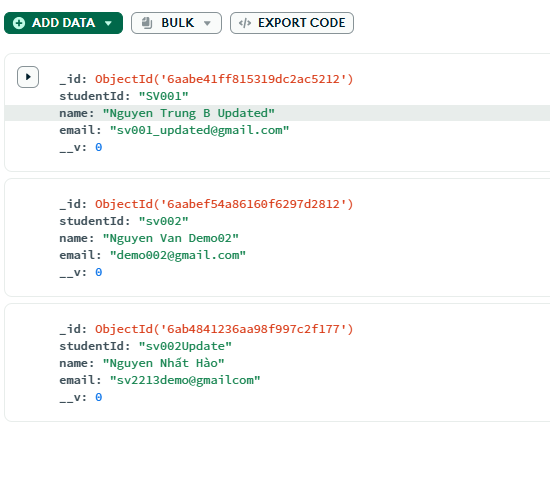 ADD DATA BULK EXPORT CODE
_id: ObjectId('6aabe41ff815319dc2ac5212')
studentId: "SV001"
name: "Nguyen Trung B Updated"
email: "sv001_updated@gmail.com"
__v: 0
_id: ObjectId('6aabef54a86160f6297d2812')
studentId: "sv002"
name: "Nguyen Van Demo02"
email: "demo002@gmail.com"
__v: 0
_id: ObjectId('6ab4841236aa98f997c2f177')
studentId: "sv002Update"
name: "Nguyen Nhất Hào"
email: "sv2213demo@gmailcom"
__v: 0